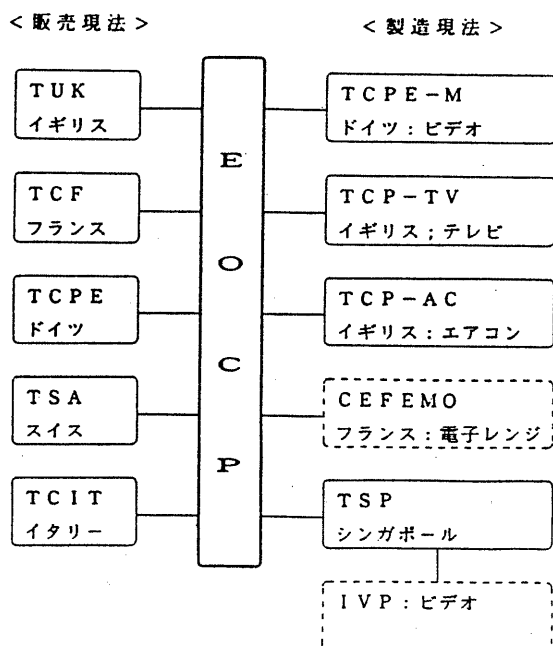 <販売現法>
TUK
イギリス
TCF
フランス
TCPE
ドイツ
TSA
スイス
TCIT
イタリー
EOCP
<製造現法>
TCPE-M
ドイツ:ビデオ
TCP-TV
イギリス;テレビ
TCP-AC
イギリス:エアコン
CEFEMO
フランス:電子レンジ
TSP
シンガポール
IVP:ビデオ